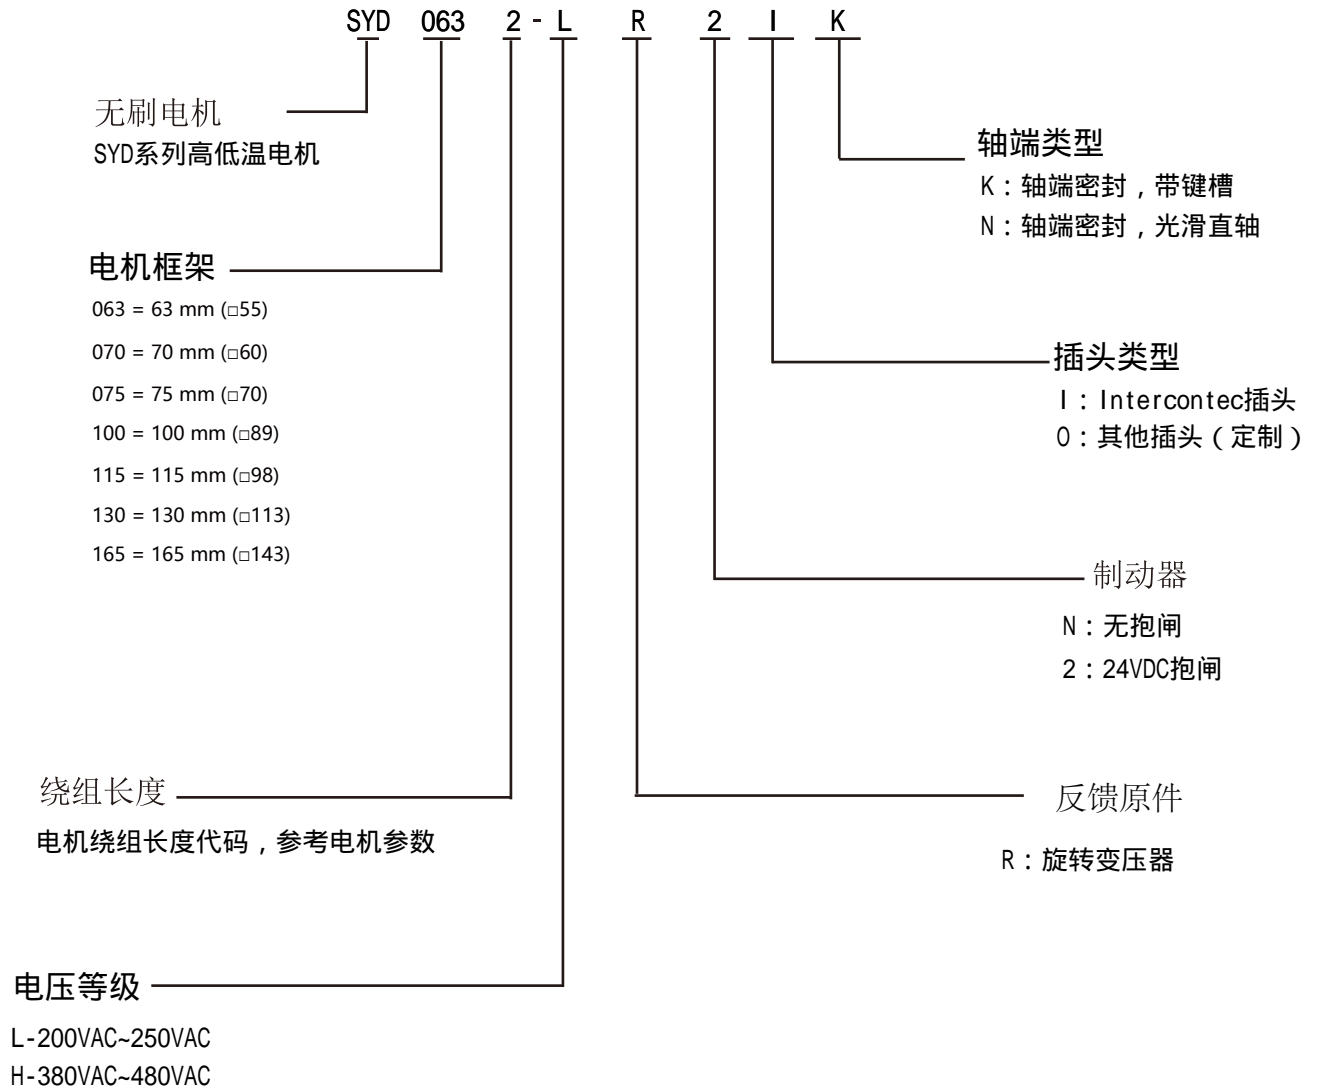 SYD 063 2 - L R 2 I K
无刷电机
SYD系列高低温电机
轴端类型
K：轴端密封，带键槽
N：轴端密封，光滑直轴
电机框架
063 = 63 mm (□55)
070 = 70 mm (□60)
075 = 75 mm (□70)
100 = 100 mm (□89)
115 = 115 mm (□98)
130 = 130 mm (□113)
165 = 165 mm (□143)
插头类型
I：Intercontec插头
O：其他插头（定制）
制动器
N：无抱闸
2：24VDC抱闸
绕组长度
电机绕组长度代码，参考电机参数
反馈原件
R：旋转变压器
电压等级
L-200VAC~250VAC
H-380VAC~480VAC